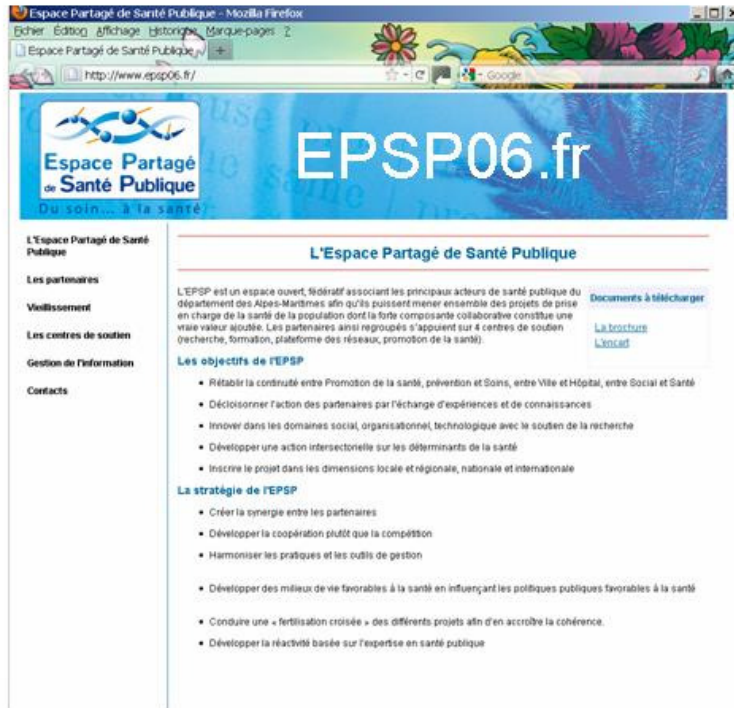 Espace Partagé de Santé Publique - Mozilla Firefox
Fichier Édition Affichage Historique Marque-pages ?
Espace Partagé de Santé Publique
http://www.epsp06.fr/
Google
Espace Partagé
de Santé Publique
Du soin... à la santé
EPSP06.fr
L'Espace Partagé de Santé
Publique
Les partenaires
Vieillissement
Les centres de soutien
Gestion de l'information
Contacts
L'Espace Partagé de Santé Publique
L'EPSP est un espace ouvert, fédératif associant les principaux acteurs de santé publique du
département des Alpes-Maritimes afin qu'ils puissent mener ensemble des projets de prise
en charge de la santé de la population dont la forte composante collaborative constitue une
vraie valeur ajoutée. Les partenaires ainsi regroupés s'appuient sur 4 centres de soutien
(recherche, formation, plateforme des réseaux, promotion de la santé).
Documents à télécharger
La brochure
L'encart
Les objectifs de l'EPSP
• Rétablir la continuité entre Promotion de la santé, prévention et Soins, entre Ville et Hôpital, entre Social et Santé
• Décloisonner l'action des partenaires par l'échange d'expériences et de connaissances
• Innover dans les domaines social, organisationnel, technologique avec le soutien de la recherche
• Développer une action intersectorielle sur les déterminants de la santé
• Inscrire le projet dans les dimensions locale et régionale, nationale et internationale
La stratégie de l'EPSP
• Créer la synergie entre les partenaires
• Développer la coopération plutôt que la compétition
• Harmoniser les pratiques et les outils de gestion
• Développer des milieux de vie favorables à la santé en influençant les politiques publiques favorables à la santé
• Conduire une « fertilisation croisée » des différents projets afin d'en accroître la cohérence.
• Développer la réactivité basée sur l'expertise en santé publique